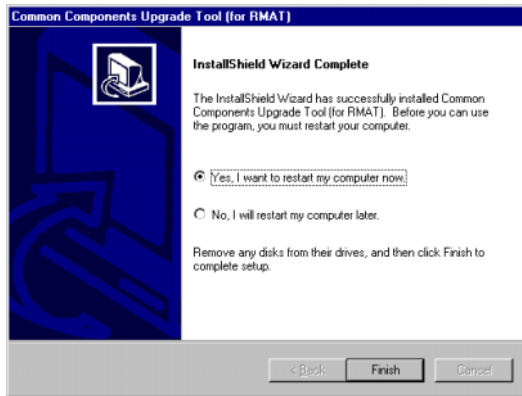 Common Components Upgrade Tool (for RMAT)
InstallShield Wizard Complete
The InstallShield Wizard has successfully installed Common
Components Upgrade Tool (for RMAT).  Before you can use
the program, you must restart your computer.
Yes, I want to restart my computer now.
No, I will restart my computer later.
Remove any disks from their drives, and then click Finish to
complete setup.
< Back
Finish
Cancel